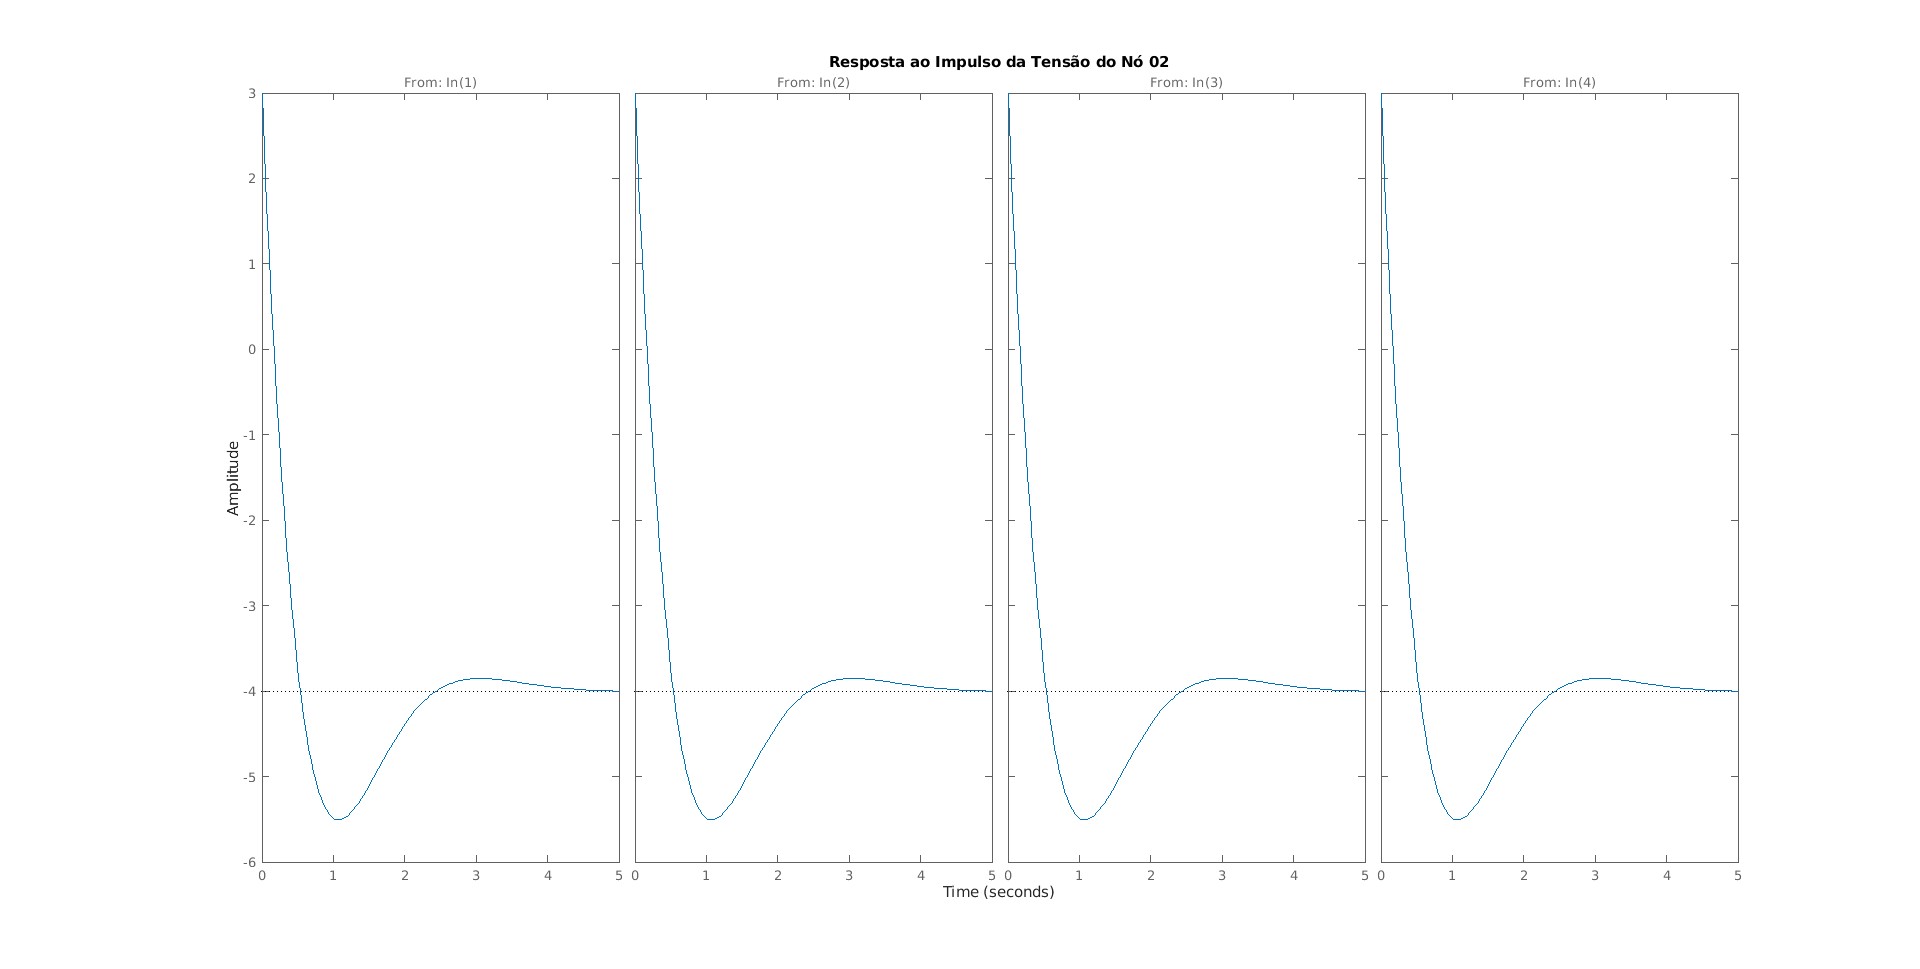 Resposta ao Impulso da Tensão do Nó 02
From: In(1) From: In(2) From: In(3) From: In(4)
3
2
1
0
-1
-2
-3
-4
-5
-6
Amplitude
0 1 2 3 4 5 0 1 2 3 4 5 0 1 2 3 4 5 0 1 2 3 4 5
Time (seconds)